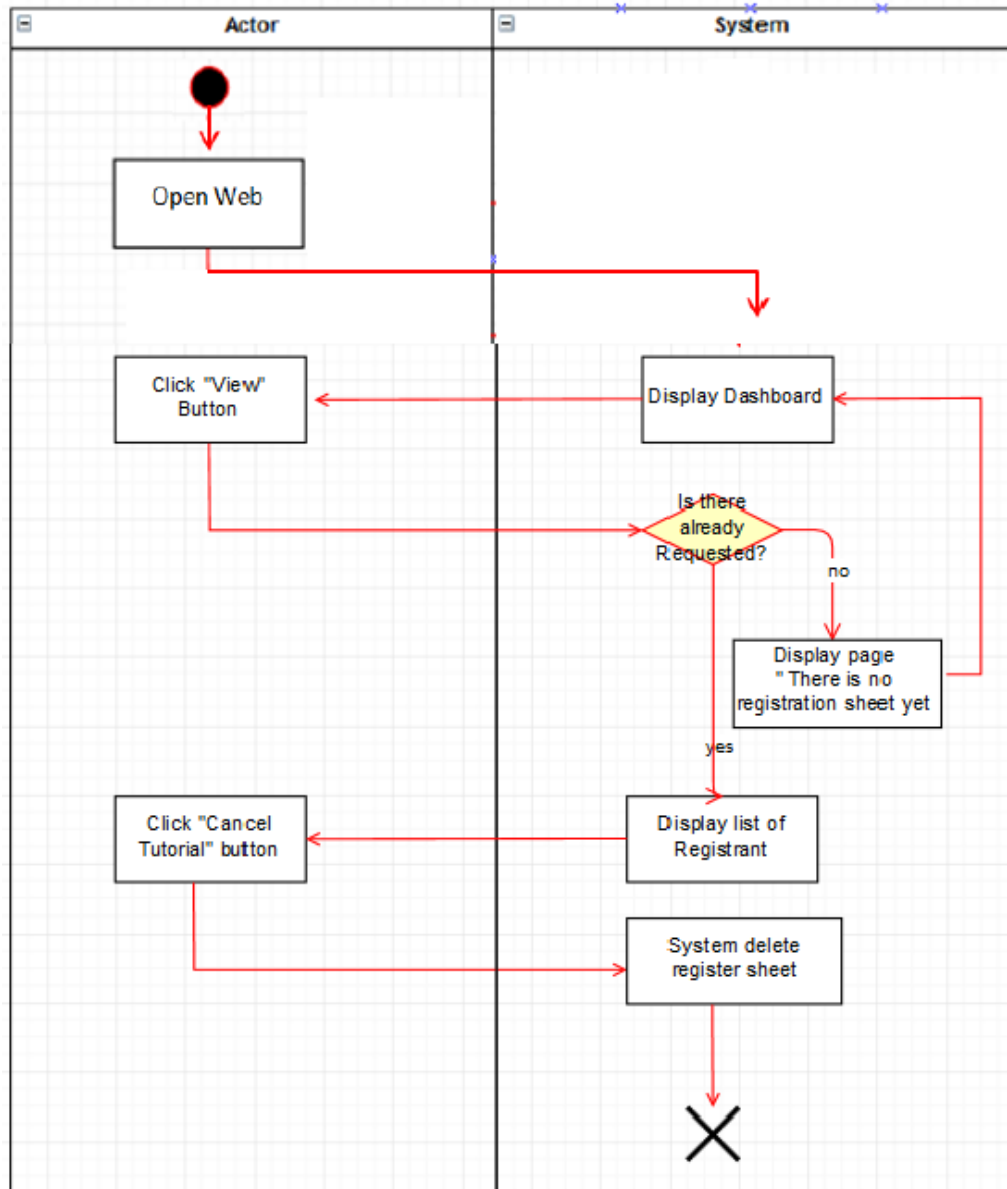 Actor
System
Open Web
Click "View"
Button
Display Dashboard
Is there
already
Requested?
no
Display page
" There is no
registration sheet yet
yes
Click "Cancel
Tutorial" button
Display list of
Registrant
System delete
register sheet